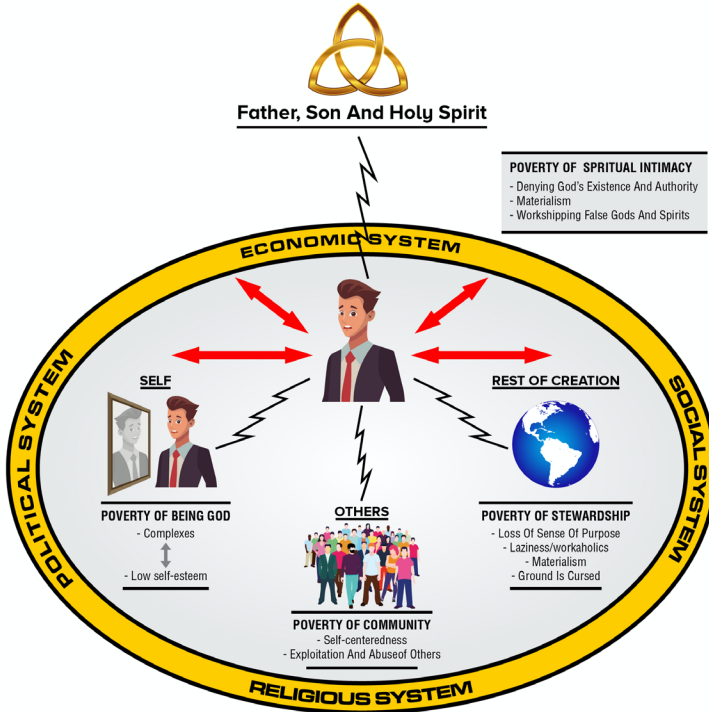 Father, Son And Holy Spirit
POVERTY OF SPRITUAL INTIMACY
- Denying God's Existence And Authority
- Materialism
- Workshipping False Gods And Spirits
ECONOMIC SYSTEM
POLITICAL SYSTEM
SOCIAL SYSTEM
SELF
REST OF CREATION
POVERTY OF BEING GOD
- Complexes
- Low self-esteem
OTHERS
POVERTY OF STEWARDSHIP
- Loss Of Sense Of Purpose
- Laziness/workaholics
- Materialism
- Ground Is Cursed
POVERTY OF COMMUNITY
- Self-centeredness
- Exploitation And Abuseof Others
RELIGIOUS SYSTEM